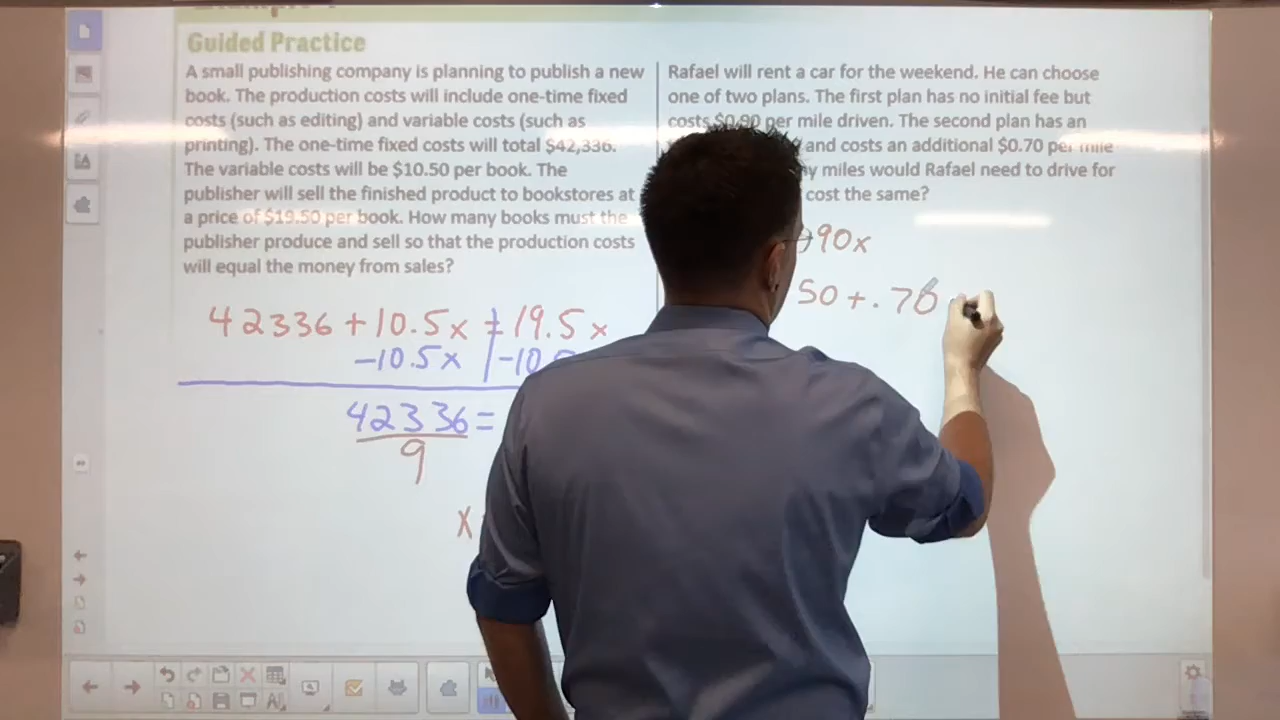 Guided Practice
A small publishing company is planning to publish a new
book. The production costs will include one-time fixed
costs (such as editing) and variable costs (such as
printing). The one-time fixed costs will total $42,336.
The variable costs will be $10.50 per book. The
publisher will sell the finished product to bookstores at
a price of $19.50 per book. How many books must the
publisher produce and sell so that the production costs
will equal the money from sales?
42336 + 10.5x = 19.5x
-10.5x -10.
42336 =
9
x
Rafael will rent a car for the weekend. He can choose
one of two plans. The first plan has no initial fee but
costs $0.90 per mile driven. The second plan has an
and costs an additional $0.70 per mile
miles would Rafael need to drive for
cost the same?
90x
50 + .70